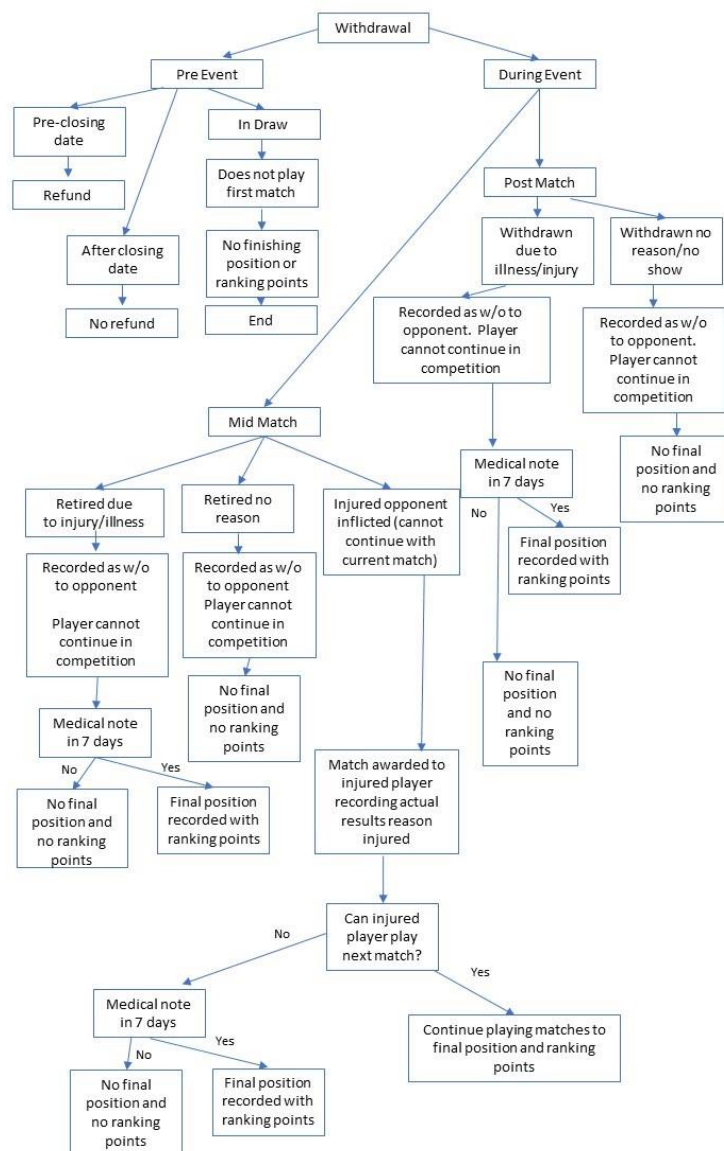 Withdrawal
Pre Event
During Event
Pre-closing
date
In Draw
Refund
Does not play
first match
Post Match
After closing
date
No finishing
position or
ranking points
Withdrawn
due to
illness/injury
Withdrawn no
reason/no
show
No refund
End
Recorded as w/o to
opponent.  Player
cannot continue in
competition
Recorded as w/o
to opponent.
Player cannot
continue in
competition
Mid Match
Medical note
in 7 days
No final
position and
no ranking
points
Retired due
to injury/illness
Retired no
reason
Injured opponent
inflicted (cannot
continue with
current match)
No
Yes
Final position
recorded with
ranking points
Recorded as w/o
to opponent
Player cannot
continue in
competition
Recorded as w/o
to opponent
Player cannot
continue in
competition
No final
position
and no
ranking
points
No final
position and
no ranking
points
Medical note
in 7 days
No
Yes
No final
position and
no ranking
points
Final position
recorded with
ranking points
Match awarded to
injured player
recording actual
results reason
injured
Can injured
player play
next match?
No
Yes
Medical note
in 7 days
Continue playing matches to
final position and ranking
points
No
Yes
No final
position and
no ranking
points
Final position
recorded with
ranking points